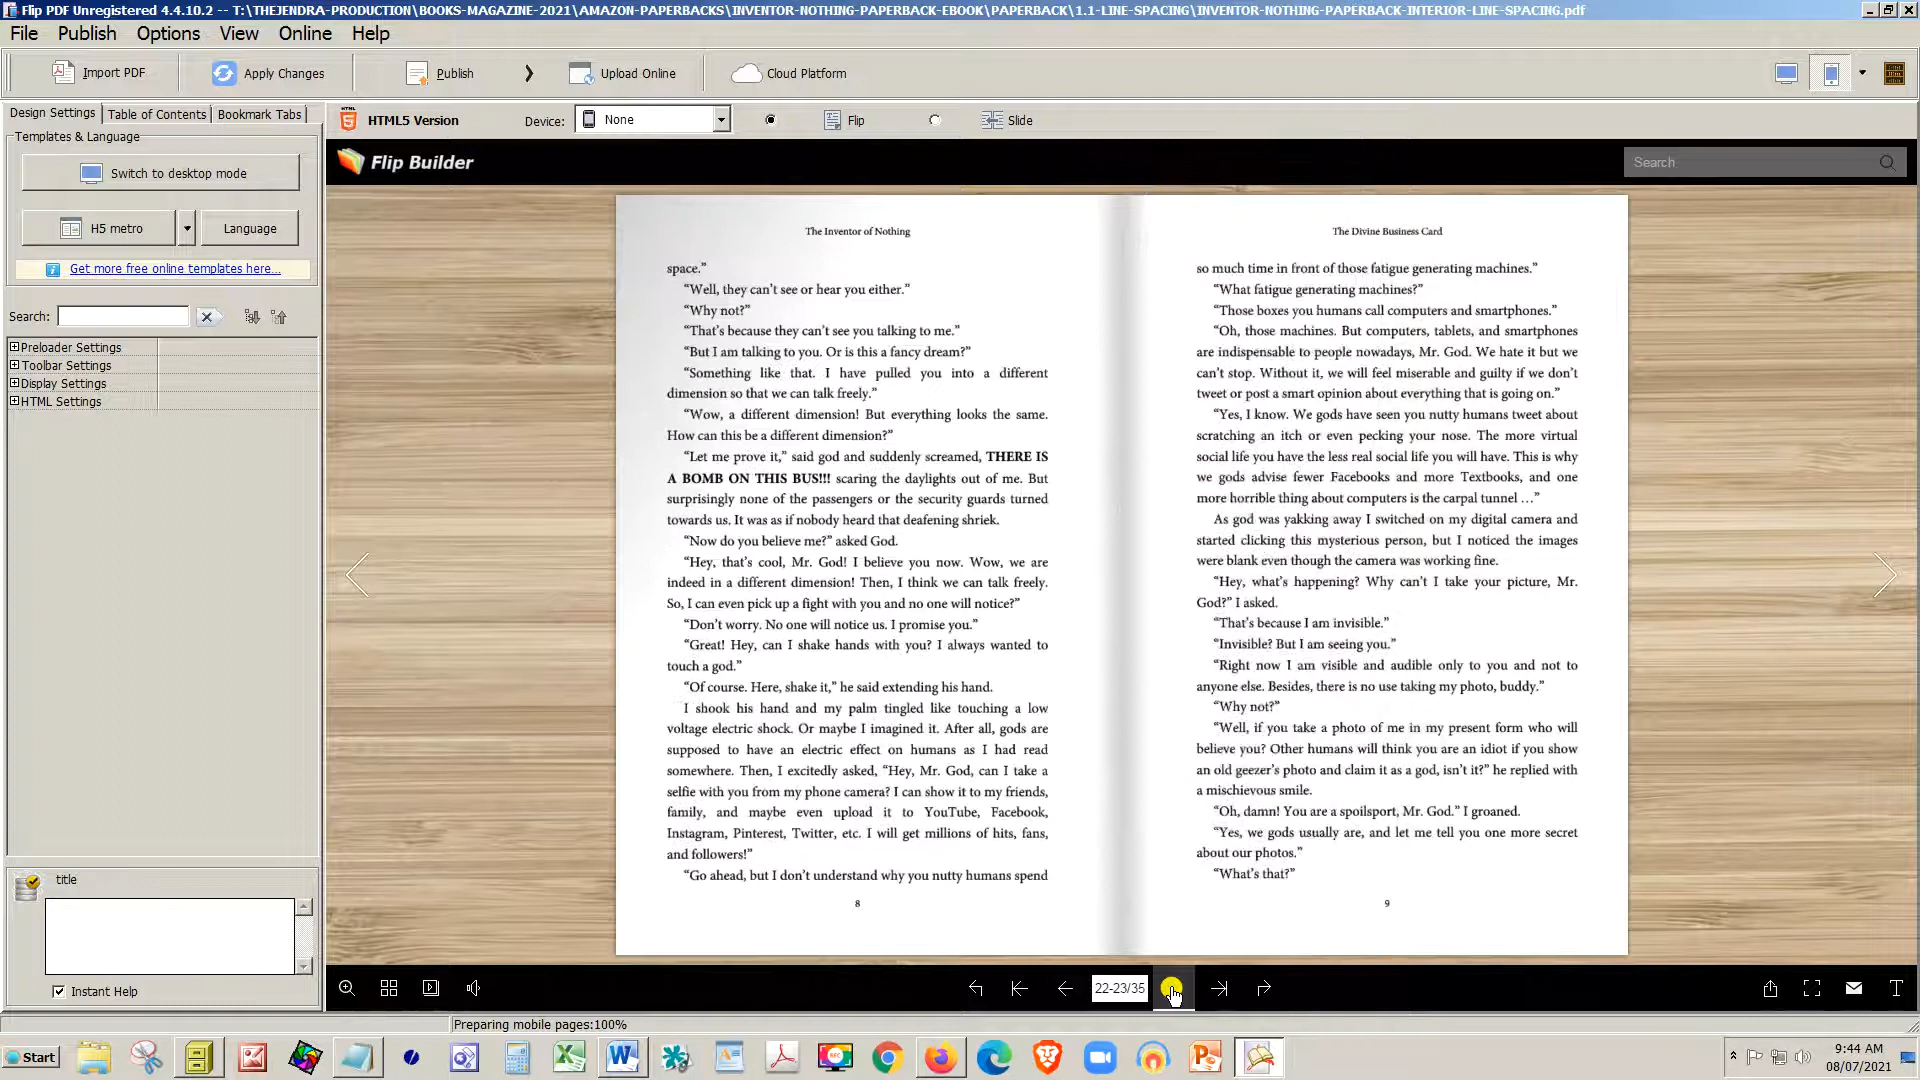 Flip PDF Unregistered 4.4.10.2 -- T:\THEJENDRA-PRODUCTION\BOOKS-MAGAZINE-2021\AMAZON-PAPERBACKS\INVENTOR-NOTHING-PAPERBACK-EBOOK\PAPERBACK\1.1-LINE-SPACING\INVENTOR-NOTHING-PAPERBACK-INTERIOR-LINE-SPACING.pdf
File Publish Options View Online Help
Import PDF Apply Changes Publish Upload Online Cloud Platform
Design Settings Table of Contents Bookmark Tabs
HTML5 Version Device: None Flip Slide
Templates & Language
Switch to desktop mode
H5 metro Language
Get more free online templates here...
Search:
Preloader Settings
Toolbar Settings
Display Settings
HTML Settings
title
Instant Help
Flip Builder
Search
The Inventor of Nothing
space.”
“Well, they can’t see or hear you either.”
“Why not?”
“That’s because they can’t see you talking to me.”
“But I am talking to you. Or is this a fancy dream?”
“Something like that. I have pulled you into a different
dimension so that we can talk freely.”
“Wow, a different dimension! But everything looks the same.
How can this be a different dimension?”
“Let me prove it,” said god and suddenly screamed, THERE IS
A BOMB ON THIS BUS!!! scaring the daylights out of me. But
surprisingly none of the passengers or the security guards turned
towards us. It was as if nobody heard that deafening shriek.
“Now do you believe me?” asked God.
“Hey, that’s cool, Mr. God! I believe you now. Wow, we are
indeed in a different dimension! Then, I think we can talk freely.
So, I can even pick up a fight with you and no one will notice?”
“Don’t worry. No one will notice us. I promise you.”
“Great! Hey, can I shake hands with you? I always wanted to
touch a god.”
“Of course. Here, shake it,” he said extending his hand.
I shook his hand and my palm tingled like touching a low
voltage electric shock. Or maybe I imagined it. After all, gods are
supposed to have an electric effect on humans as I had read
somewhere. Then, I excitedly asked, “Hey, Mr. God, can I take a
selfie with you from my phone camera? I can show it to my friends,
family, and maybe even upload it to YouTube, Facebook,
Instagram, Pinterest, Twitter, etc. I will get millions of hits, fans,
and followers!”
“Go ahead, but I don’t understand why you nutty humans spend
8
The Divine Business Card
so much time in front of those fatigue generating machines.”
“What fatigue generating machines?”
“Those boxes you humans call computers and smartphones.”
“Oh, those machines. But computers, tablets, and smartphones
are indispensable to people nowadays, Mr. God. We hate it but we
can’t stop. Without it, we will feel miserable and guilty if we don’t
tweet or post a smart opinion about everything that is going on.”
“Yes, I know. We gods have seen you nutty humans tweet about
scratching an itch or even pecking your nose. The more virtual
social life you have the less real social life you will have. This is why
we gods advise fewer Facebooks and more Textbooks, and one
more horrible thing about computers is the carpal tunnel …”
As god was yakking away I switched on my digital camera and
started clicking this mysterious person, but I noticed the images
were blank even though the camera was working fine.
“Hey, what’s happening? Why can’t I take your picture, Mr.
God?” I asked.
“That’s because I am invisible.”
“Invisible? But I am seeing you.”
“Right now I am visible and audible only to you and not to
anyone else. Besides, there is no use taking my photo, buddy.”
“Why not?”
“Well, if you take a photo of me in my present form who will
believe you? Other humans will think you are an idiot if you show
an old geezer’s photo and claim it as a god, isn’t it?” he replied with
a mischievous smile.
“Oh, damn! You are a spoilsport, Mr. God.” I groaned.
“Yes, we gods usually are, and let me tell you one more secret
about our photos.”
“What’s that?”
9
22-23/35
Preparing mobile pages:100%
Start
9:44 AM
08/07/2021